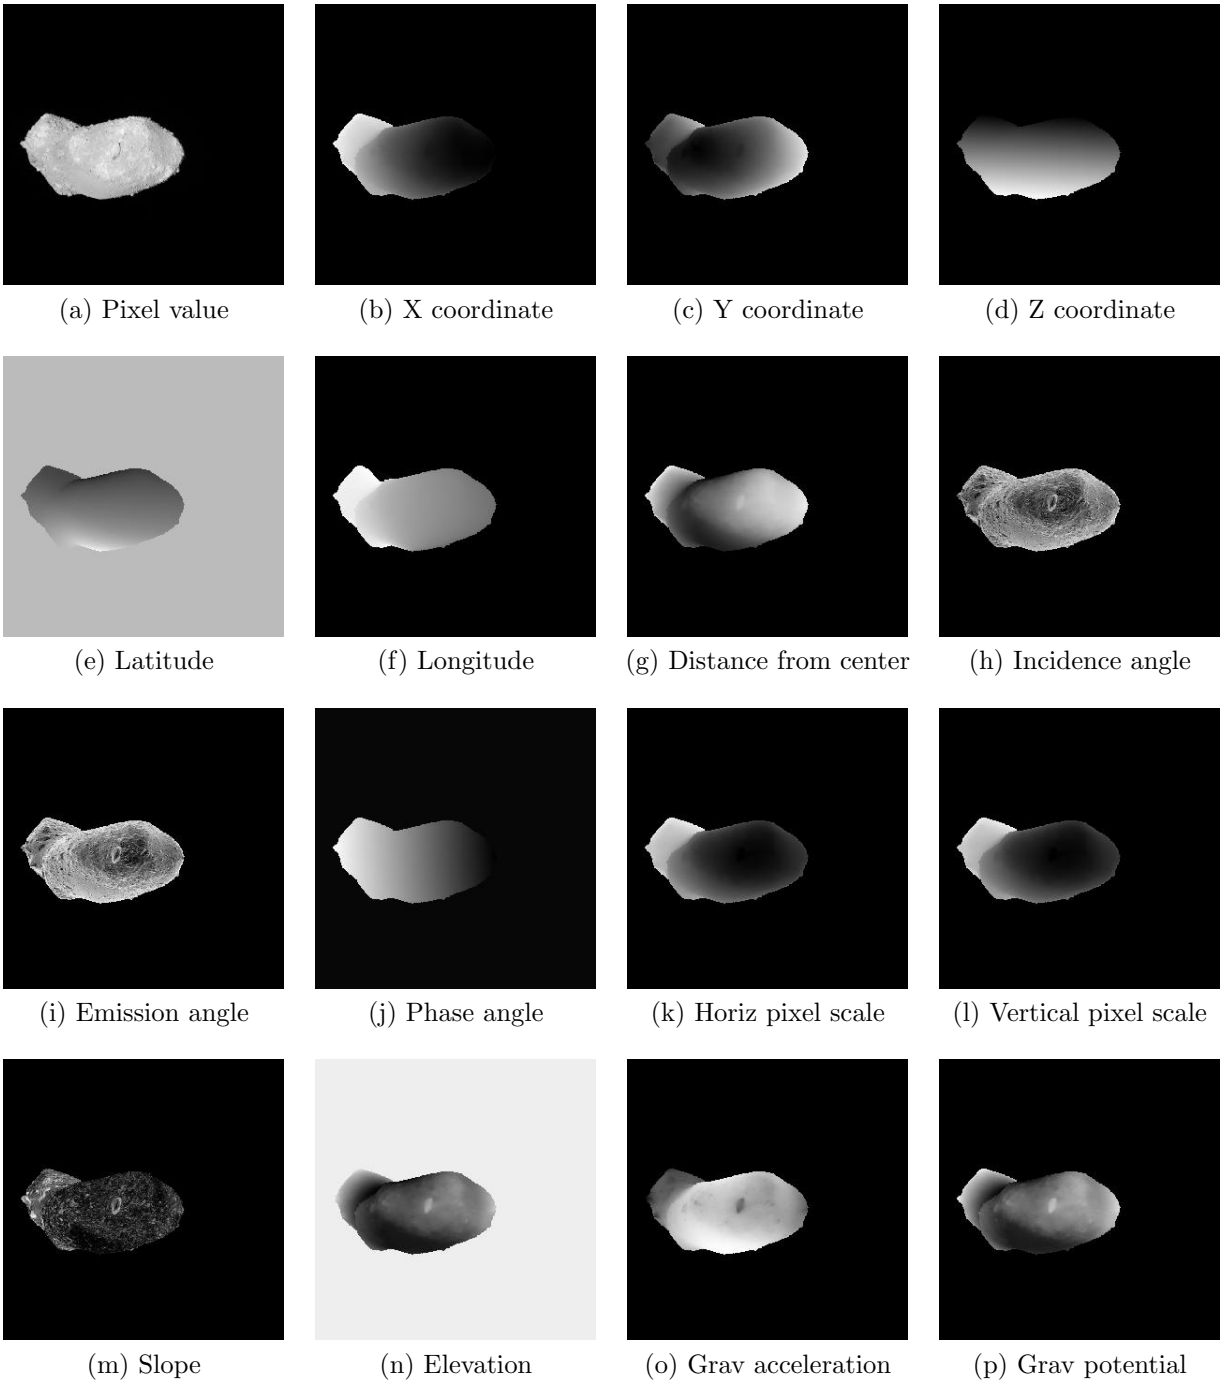 (a) Pixel value
(b) X coordinate
(c) Y coordinate
(d) Z coordinate
(e) Latitude
(f) Longitude
(g) Distance from center
(h) Incidence angle
(i) Emission angle
(j) Phase angle
(k) Horiz pixel scale
(l) Vertical pixel scale
(m) Slope
(n) Elevation
(o) Grav acceleration
(p) Grav potential